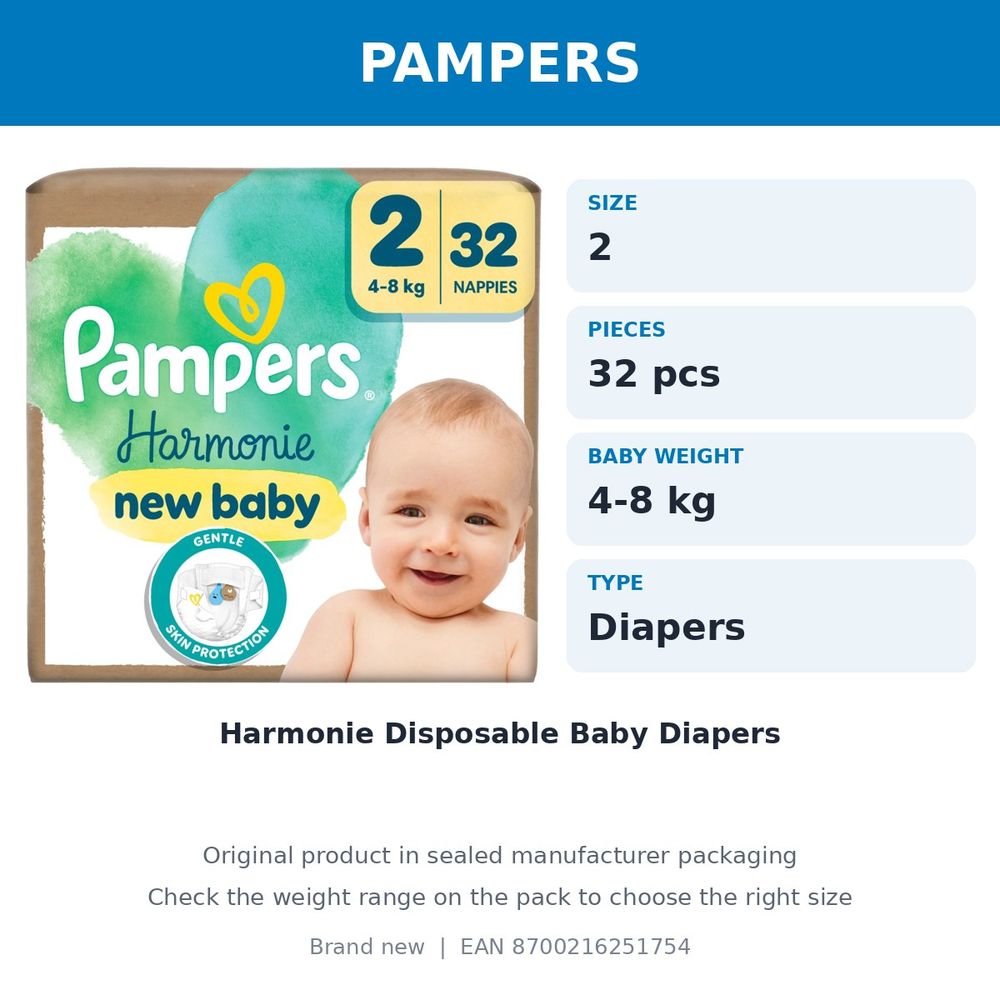 PAMPERS
2
32
4-8 kg
NAPPIES
Pampers®
Harmonie
new baby
GENTLE
SKIN PROTECTION
SIZE
2
PIECES
32 pcs
BABY WEIGHT
4-8 kg
TYPE
Diapers
Harmonie Disposable Baby Diapers
Original product in sealed manufacturer packaging
Check the weight range on the pack to choose the right size
Brand new | EAN 8700216251754